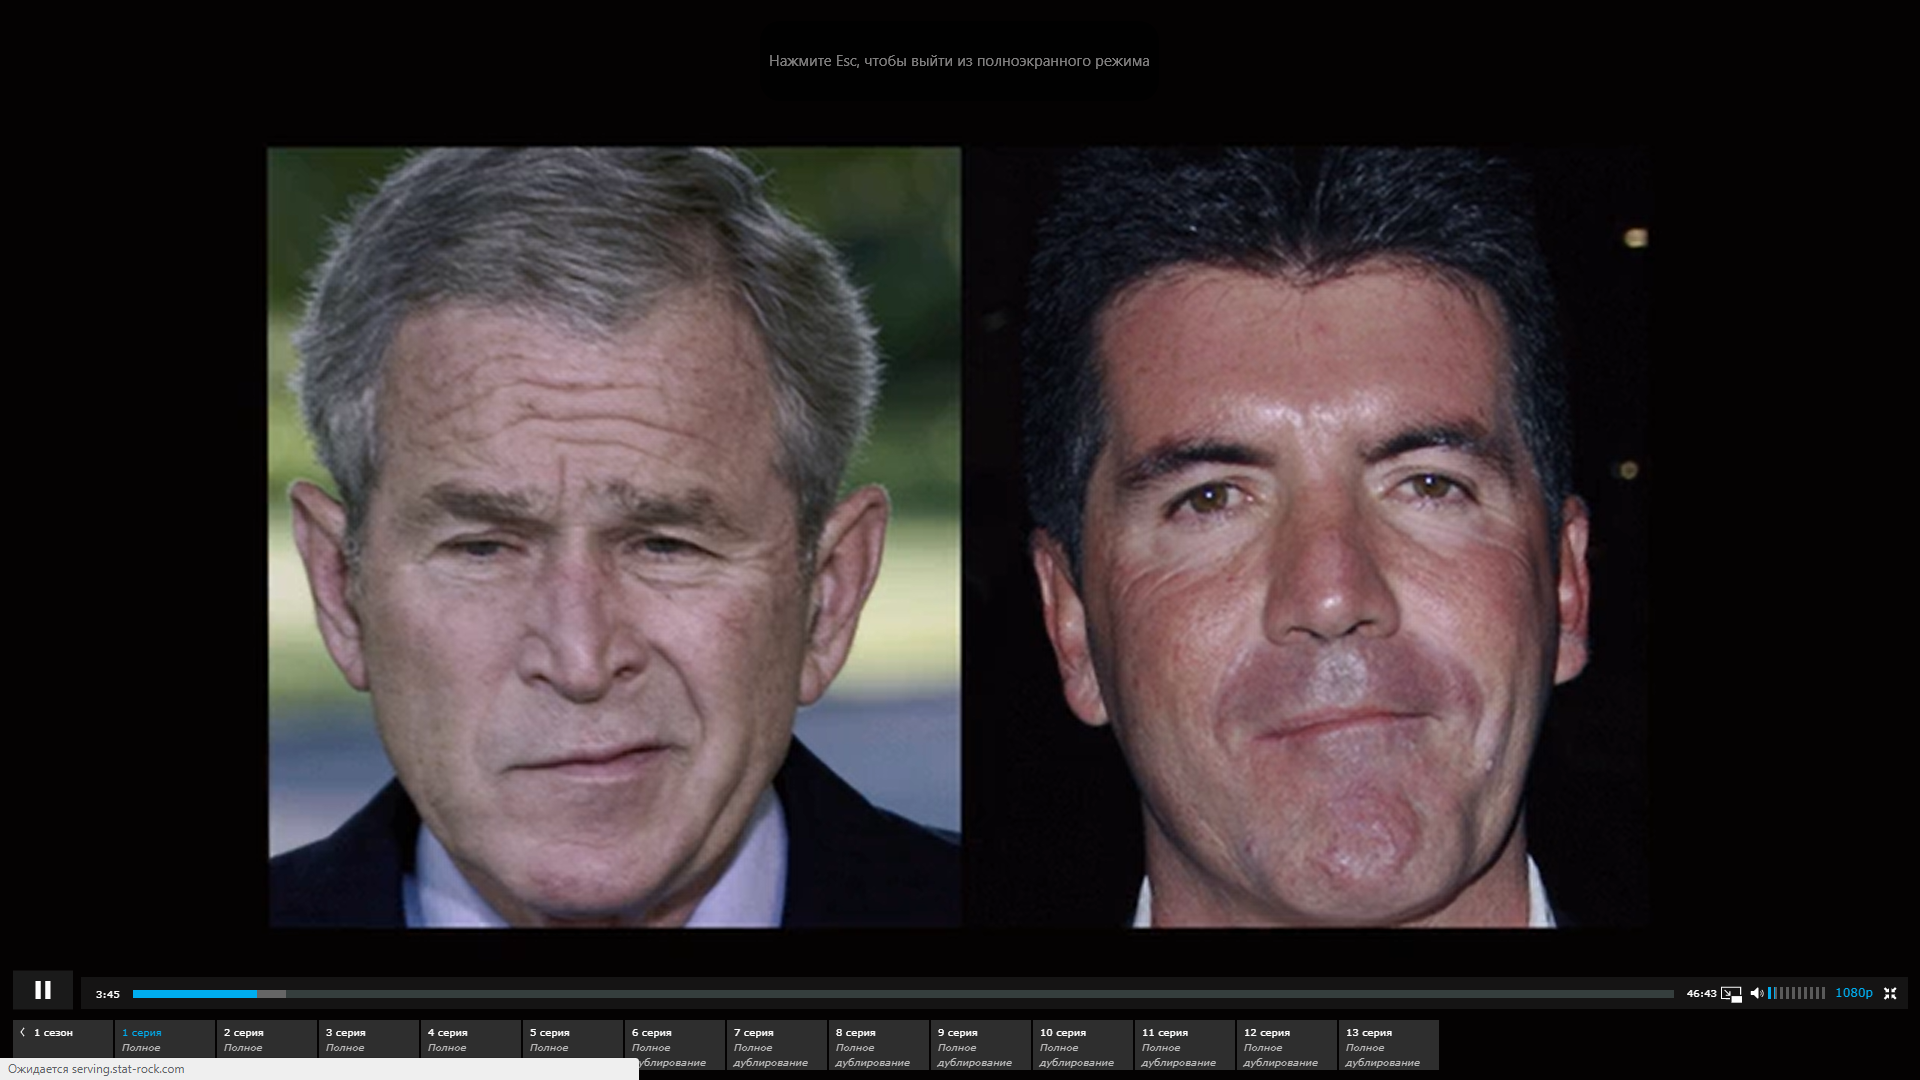 Нажмите Esc, чтобы выйти из полноэкранного режима
3:45
46:43
1080p
1 сезон
1 серия
Полное
2 серия
Полное
3 серия
Полное
4 серия
Полное
5 серия
Полное
6 серия
Полное
дублирование
7 серия
Полное
дублирование
8 серия
Полное
дублирование
9 серия
Полное
дублирование
10 серия
Полное
дублирование
11 серия
Полное
дублирование
12 серия
Полное
дублирование
13 серия
Полное
дублирование
Ожидается serving.stat-rock.com